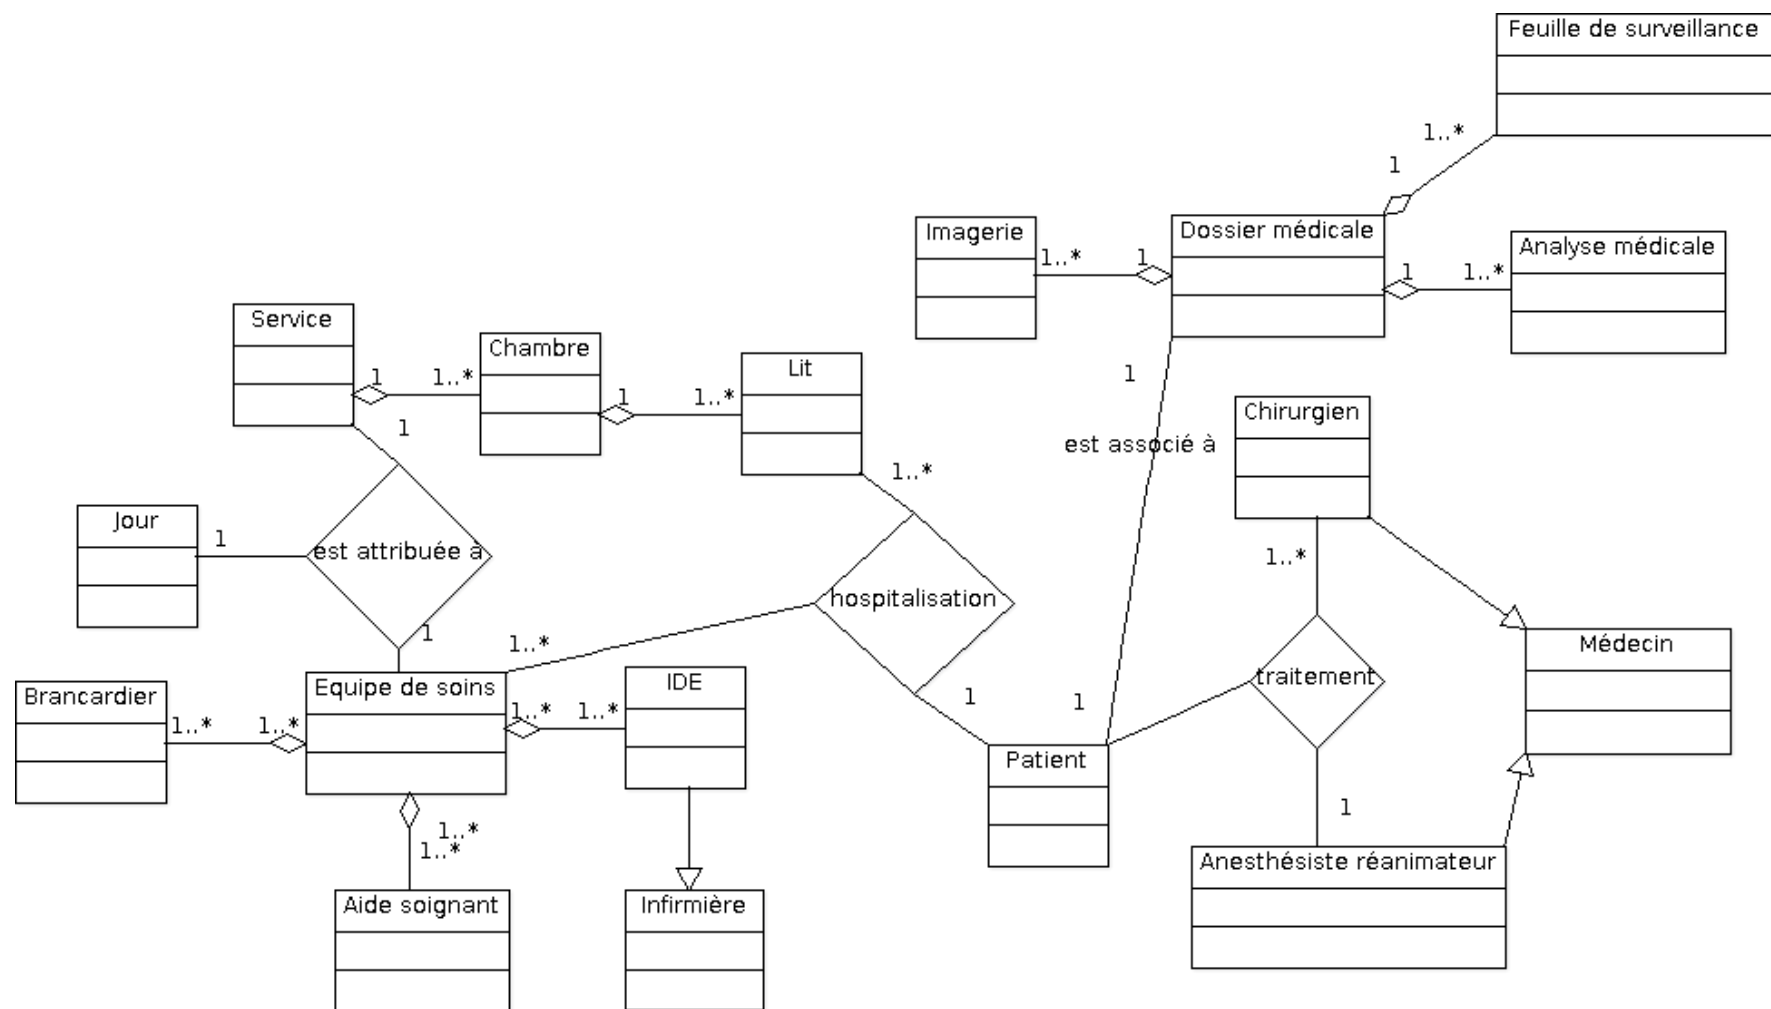 Feuille de surveillance
1..*
1
Imagerie
1..*
1
Dossier médicale
1
1..*
Analyse médicale
Service
1
1..*
Chambre
1
1..*
Lit
1
est associé à
Chirurgien
1
1..*
1..*
Jour
1
est attribuée à
hospitalisation
1
1..*
1
1
traitement
Médecin
Brancardier
1..*
1..*
Equipe de soins
1..*
1..*
IDE
Patient
1
1..*
1..*
Aide soignant
Infirmière
Anesthésiste réanimateur